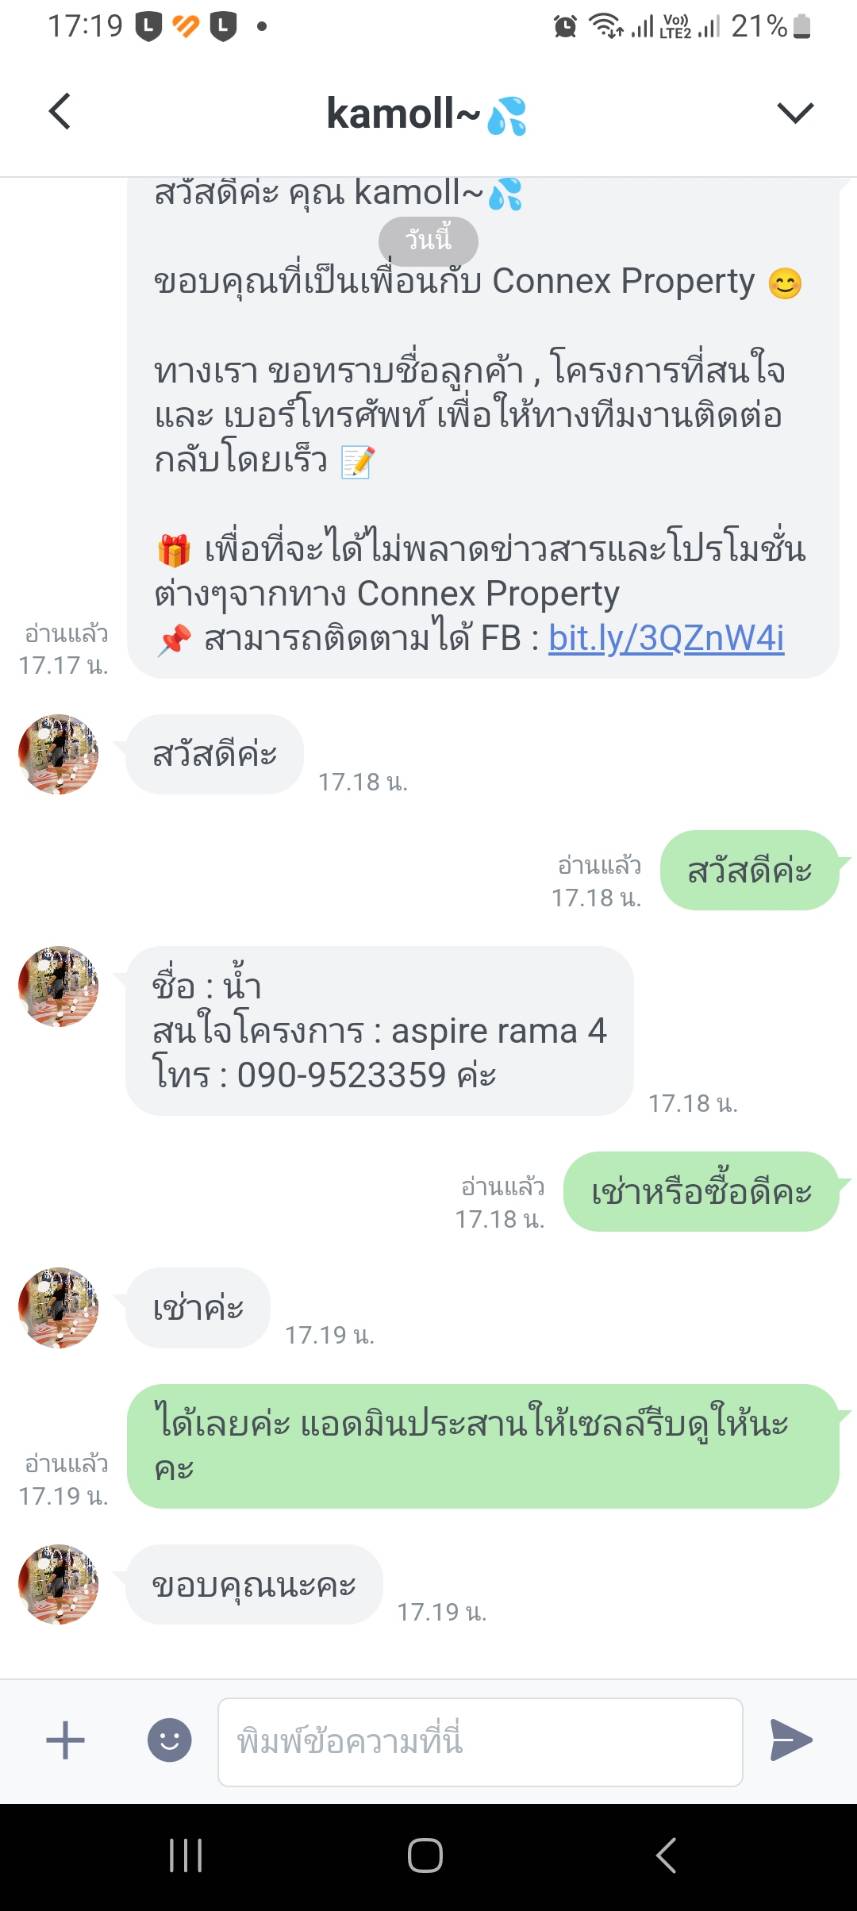 17:19
Vo))
LTE2
21%
kamoll~💦
สวัสดีค่ะ คุณ kamoll~💦
วันนี้
ขอบคุณที่เป็นเพื่อนกับ Connex Property 😊
ทางเรา ขอทราบชื่อลูกค้า , โครงการที่สนใจ
และ เบอร์โทรศัพท์ เพื่อให้ทางทีมงานติดต่อ
กลับโดยเร็ว 📝
🎁 เพื่อที่จะได้ไม่พลาดข่าวสารและโปรโมชั่น
ต่างๆจากทาง Connex Property
📌 สามารถติดตามได้ FB : bit.ly/3QZnW4i
อ่านแล้ว
17.17 น.
สวัสดีค่ะ
17.18 น.
สวัสดีค่ะ
อ่านแล้ว
17.18 น.
ชื่อ : น้ำ
สนใจโครงการ : aspire rama 4
โทร : 090-9523359 ค่ะ
17.18 น.
เช่าหรือซื้อดีคะ
อ่านแล้ว
17.18 น.
เช่าค่ะ
17.19 น.
ได้เลยค่ะ แอดมินประสานให้เซลล์รีบดูให้นะ
คะ
อ่านแล้ว
17.19 น.
ขอบคุณนะคะ
17.19 น.
พิมพ์ข้อความที่นี่